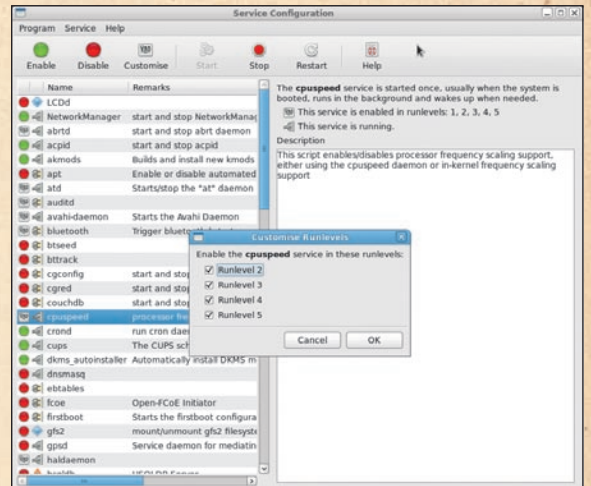 Service Configuration
Program Service Help
Enable Disable Customise Start Stop Restart Help
Name Remarks
LCDd
NetworkManager start and stop NetworkManag
abrtd start and stop abrt daemon
acpid start and stop acpid
akmods Builds and install new kmods
apt Enable or disable automated
atd Starts/stop the "at" daemon
auditd
avahi-daemon Starts the Avahi Daemon
bluetooth Trigger bluetooth
btseed
bttrack
cgconfig start and stop
cgred start and stop
couchdb start and stop
cpuspeed processor fre
crond run cron daem
cups The CUPS sch
dkms_autoinstaller Automatically install DKMS m
dnsmasq
ebtables
fcoe Open-FCoE Initiator
firstboot Starts the firstboot configura
gfs2 mount/unmount gfs2 filesyste
gpsd Service daemon for mediatin
haldaemon
The cpuspeed service is started once, usually when the system is
booted, runs in the background and wakes up when needed.
This service is enabled in runlevels: 1, 2, 3, 4, 5
This service is running.
Description
This script enables/disables processor frequency scaling support,
either using the cpuspeed daemon or in-kernel frequency scaling
support
Customise Runlevels
Enable the cpuspeed service in these runlevels:
Runlevel 2
Runlevel 3
Runlevel 4
Runlevel 5
Cancel OK